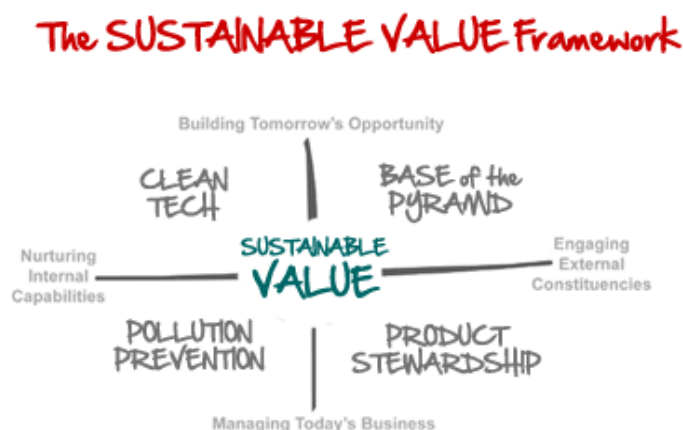 The SUSTAINABLE VALUE Framework
Building Tomorrow's Opportunity
CLEAN
TECH
BASE of the
PYRAMID
Nurturing
Internal
Capabilities
SUSTAINABLE
VALUE
Engaging
External
Constituencies
POLLUTION
PREVENTION
PRODUCT
STEWARDSHIP
Managing Today's Business